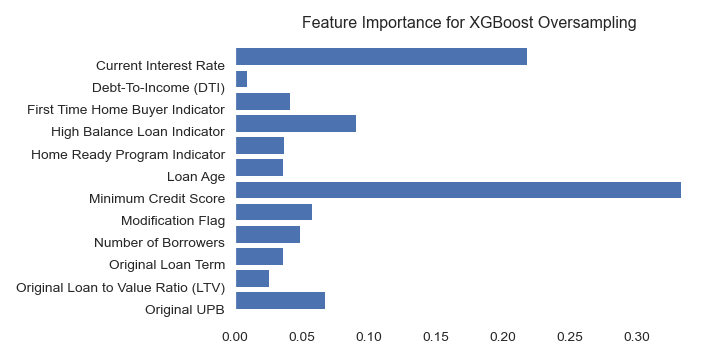 Feature Importance for XGBoost Oversampling
Current Interest Rate
Debt-To-Income (DTI)
First Time Home Buyer Indicator
High Balance Loan Indicator
Home Ready Program Indicator
Loan Age
Minimum Credit Score
Modification Flag
Number of Borrowers
Original Loan Term
Original Loan to Value Ratio (LTV)
Original UPB
0.00 0.05 0.10 0.15 0.20 0.25 0.30